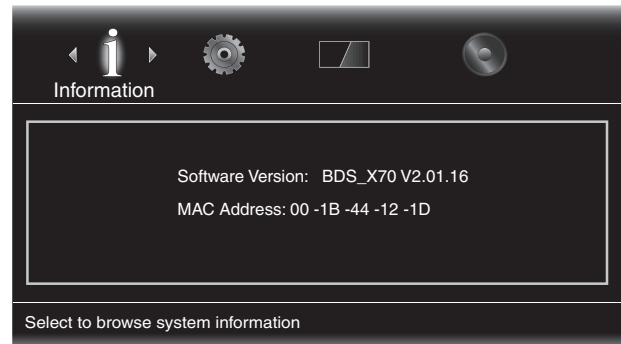 Information
Software Version: BDS_X70 V2.01.16
MAC Address: 00 -1B -44 -12 -1D
Select to browse system information